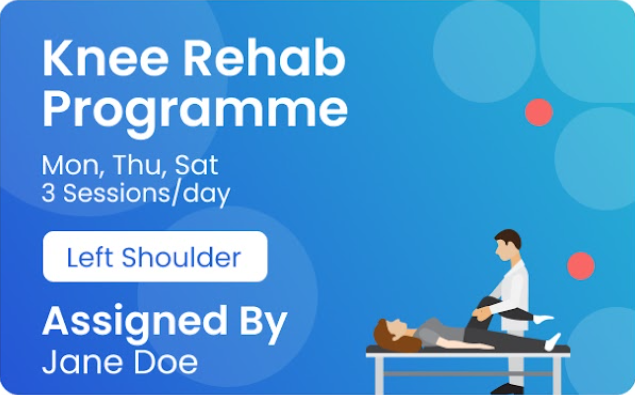 Knee Rehab
Programme
Mon, Thu, Sat
3 Sessions/day
Left Shoulder
Assigned By
Jane Doe